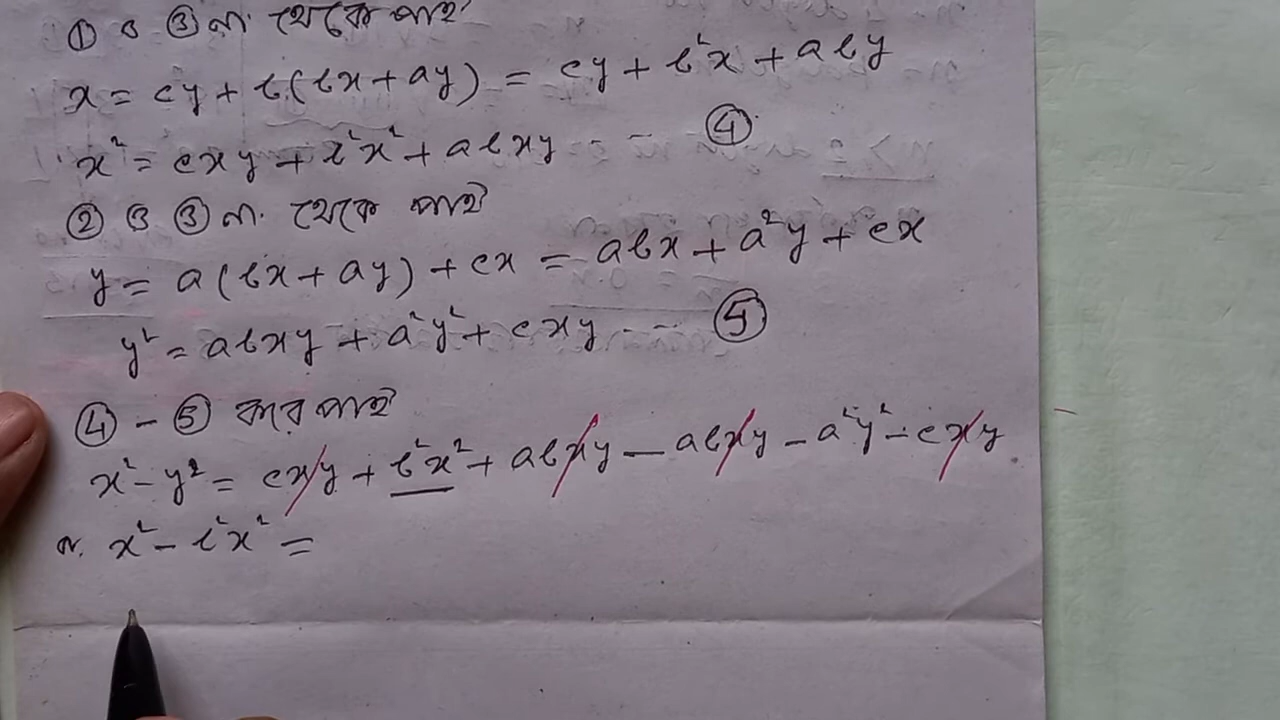 ① ও ③ নং থেকে পাই
x = cy + b(bx + ay) = cy + b²x + aby
x² = cxy + b²x² + abxy -- ④
② ও ③ নং থেকে পাই
y = a(bx + ay) + cx = abx + a²y + cx
y² = abxy + a²y² + cxy --- ⑤
④ - ⑤ করে পাই
x² - y² = cxy + b²x² + abxy - abxy - a²y² - cxy
বা. x² - b²x² =